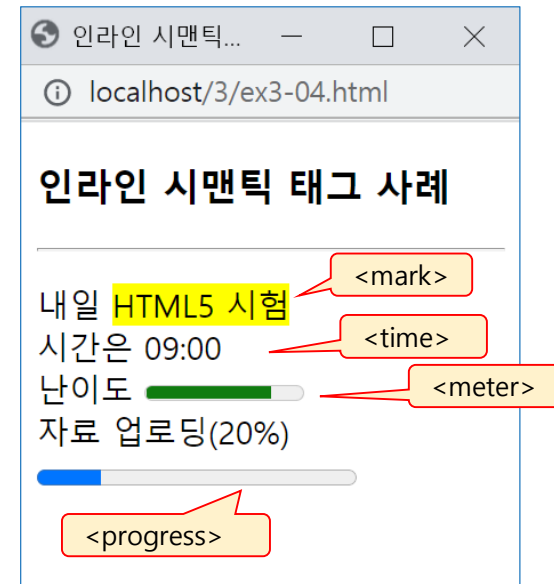 인라인 시맨틱...
localhost/3/ex3-04.html
인라인 시맨틱 태그 사례
<mark>
내일 HTML5 시험
<time>
시간은 09:00
<meter>
난이도
자료 업로딩(20%)
<progress>